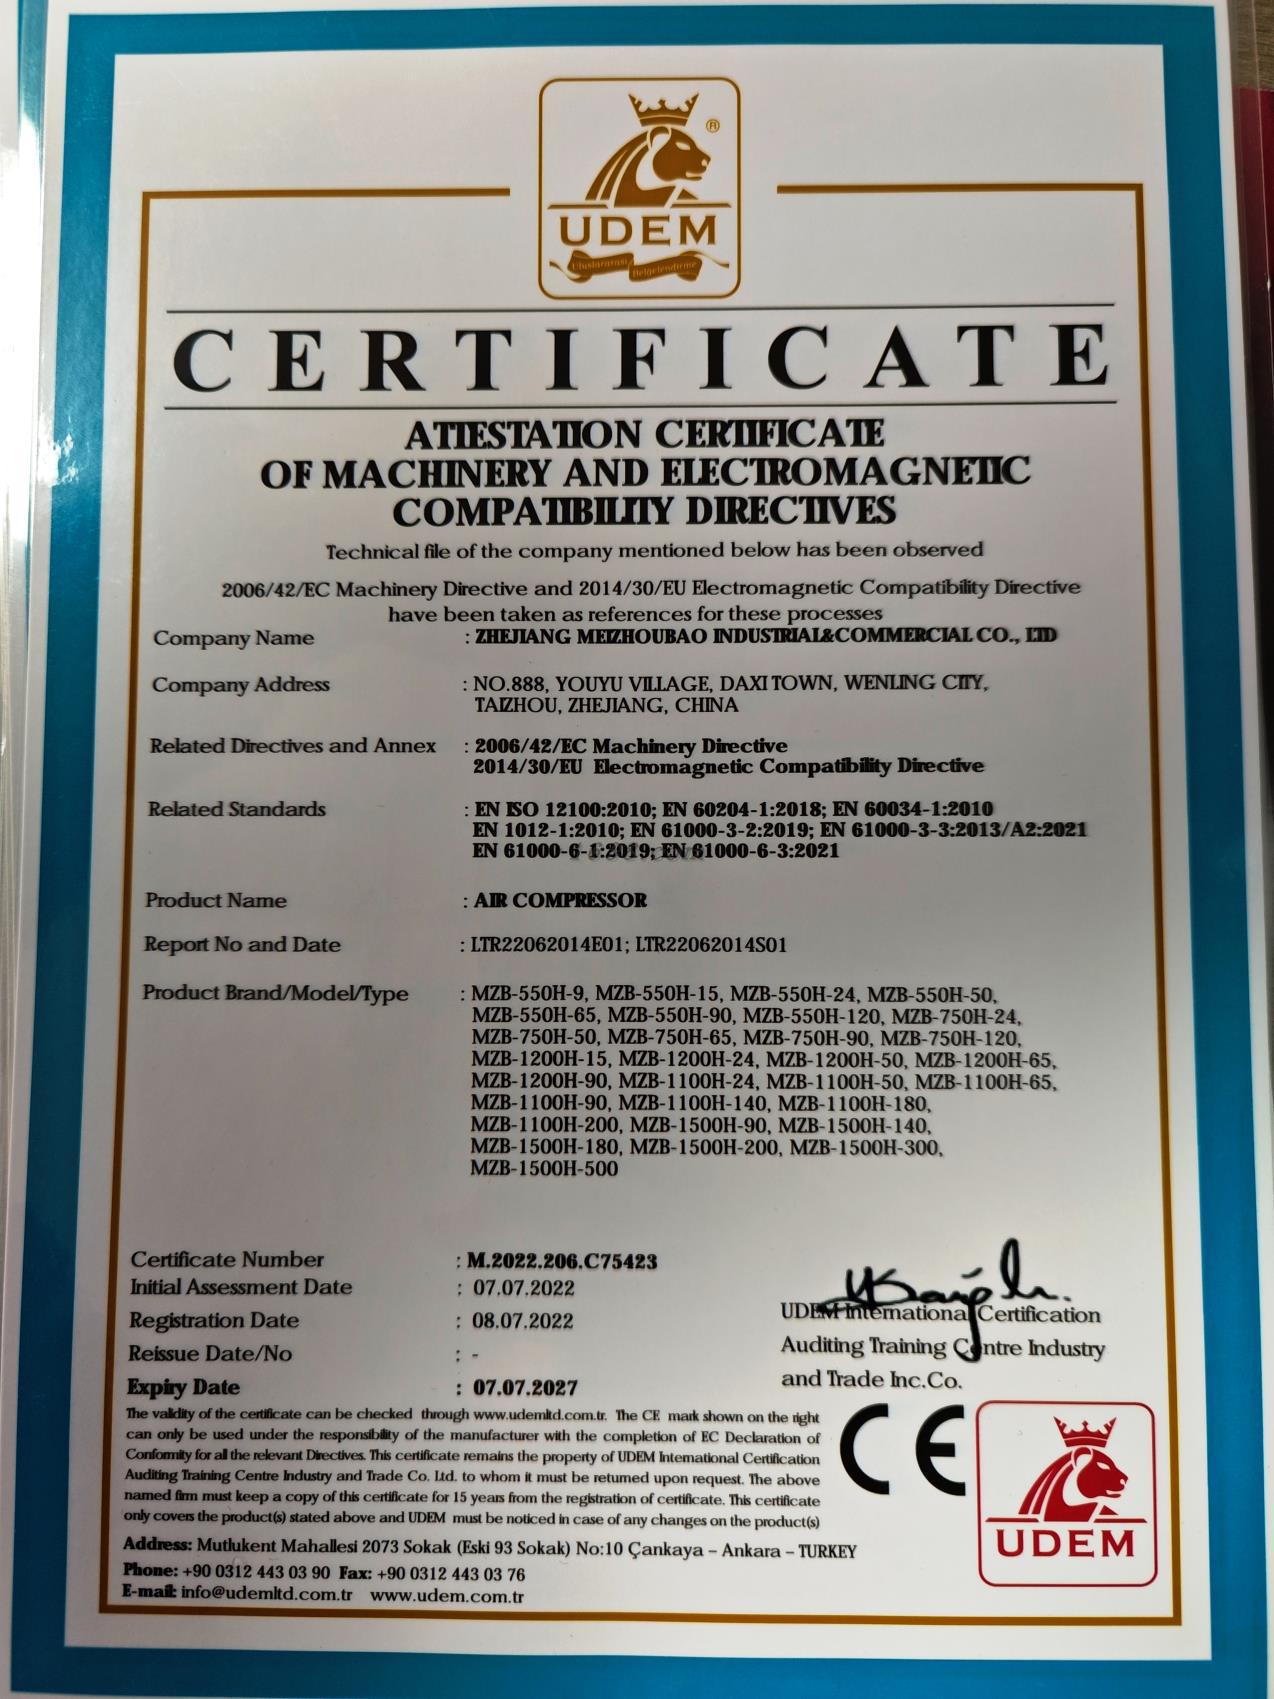 ®
UDEM
Uluslararası Belgelendirme
CERTIFICATE
ATTESTATION CERTIFICATE
OF MACHINERY AND ELECTROMAGNETIC
COMPATIBILITY DIRECTIVES
Technical file of the company mentioned below has been observed
2006/42/EC Machinery Directive and 2014/30/EU Electromagnetic Compatibility Directive
have been taken as references for these processes
Company Name : ZHEJIANG MEIZHOUBAO INDUSTRIAL&COMMERCIAL CO., LTD
Company Address : NO.888, YOUYU VILLAGE, DAXI TOWN, WENLING CITY,
TAIZHOU, ZHEJIANG, CHINA
Related Directives and Annex : 2006/42/EC Machinery Directive
2014/30/EU Electromagnetic Compatibility Directive
Related Standards : EN ISO 12100:2010; EN 60204-1:2018; EN 60034-1:2010
EN 1012-1:2010; EN 61000-3-2:2019; EN 61000-3-3:2013/A2:2021
EN 61000-6-1:2019; EN 61000-6-3:2021
Product Name : AIR COMPRESSOR
Report No and Date : LTR22062014E01; LTR22062014S01
Product Brand/Model/Type : MZB-550H-9, MZB-550H-15, MZB-550H-24, MZB-550H-50,
MZB-550H-65, MZB-550H-90, MZB-550H-120, MZB-750H-24,
MZB-750H-50, MZB-750H-65, MZB-750H-90, MZB-750H-120,
MZB-1200H-15, MZB-1200H-24, MZB-1200H-50, MZB-1200H-65,
MZB-1200H-90, MZB-1100H-24, MZB-1100H-50, MZB-1100H-65,
MZB-1100H-90, MZB-1100H-140, MZB-1100H-180,
MZB-1100H-200, MZB-1500H-90, MZB-1500H-140,
MZB-1500H-180, MZB-1500H-200, MZB-1500H-300,
MZB-1500H-500
Certificate Number : M.2022.206.C75423
Initial Assessment Date : 07.07.2022
Registration Date : 08.07.2022
Reissue Date/No : -
Expiry Date : 07.07.2027
UDEM International Certification
Auditing Training Centre Industry
and Trade Inc.Co.
The validity of the certificate can be checked through www.udemltd.com.tr. The CE mark shown on the right
can only be used under the responsibility of the manufacturer with the completion of EC Declaration of
Conformity for all the relevant Directives. This certificate remains the property of UDEM International Certification
Auditing Training Centre Industry and Trade Co. Ltd. to whom it must be returned upon request. The above
named firm must keep a copy of this certificate for 15 years from the registration of certificate. This certificate
only covers the product(s) stated above and UDEM must be noticed in case of any changes on the product(s)
CE
UDEM
Address: Mutlukent Mahallesi 2073 Sokak (Eski 93 Sokak) No:10 Çankaya – Ankara – TURKEY
Phone: +90 0312 443 03 90 Fax: +90 0312 443 03 76
E-mail: info@udemltd.com.tr www.udem.com.tr